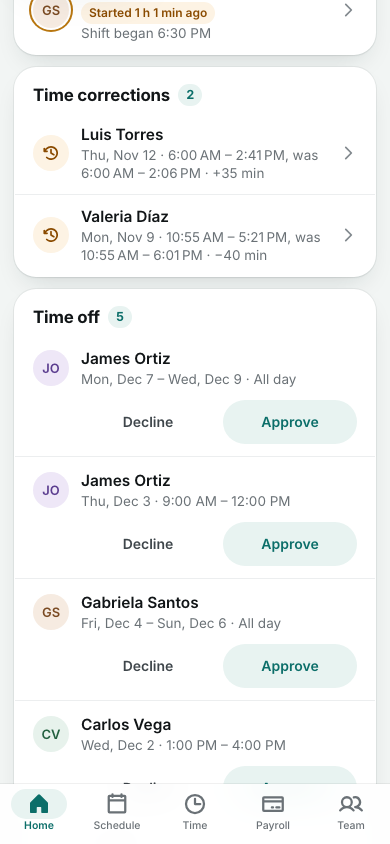 GS
Started 1 h 1 min ago
Shift began 6:30 PM
Time corrections 2
Luis Torres
Thu, Nov 12 · 6:00 AM – 2:41 PM, was
6:00 AM – 2:06 PM · +35 min
Valeria Díaz
Mon, Nov 9 · 10:55 AM – 5:21 PM, was
10:55 AM – 6:01 PM · −40 min
Time off 5
JO
James Ortiz
Mon, Dec 7 – Wed, Dec 9 · All day
Decline Approve
JO
James Ortiz
Thu, Dec 3 · 9:00 AM – 12:00 PM
Decline Approve
GS
Gabriela Santos
Fri, Dec 4 – Sun, Dec 6 · All day
Decline Approve
CV
Carlos Vega
Wed, Dec 2 · 1:00 PM – 4:00 PM
Home Schedule Time Payroll Team